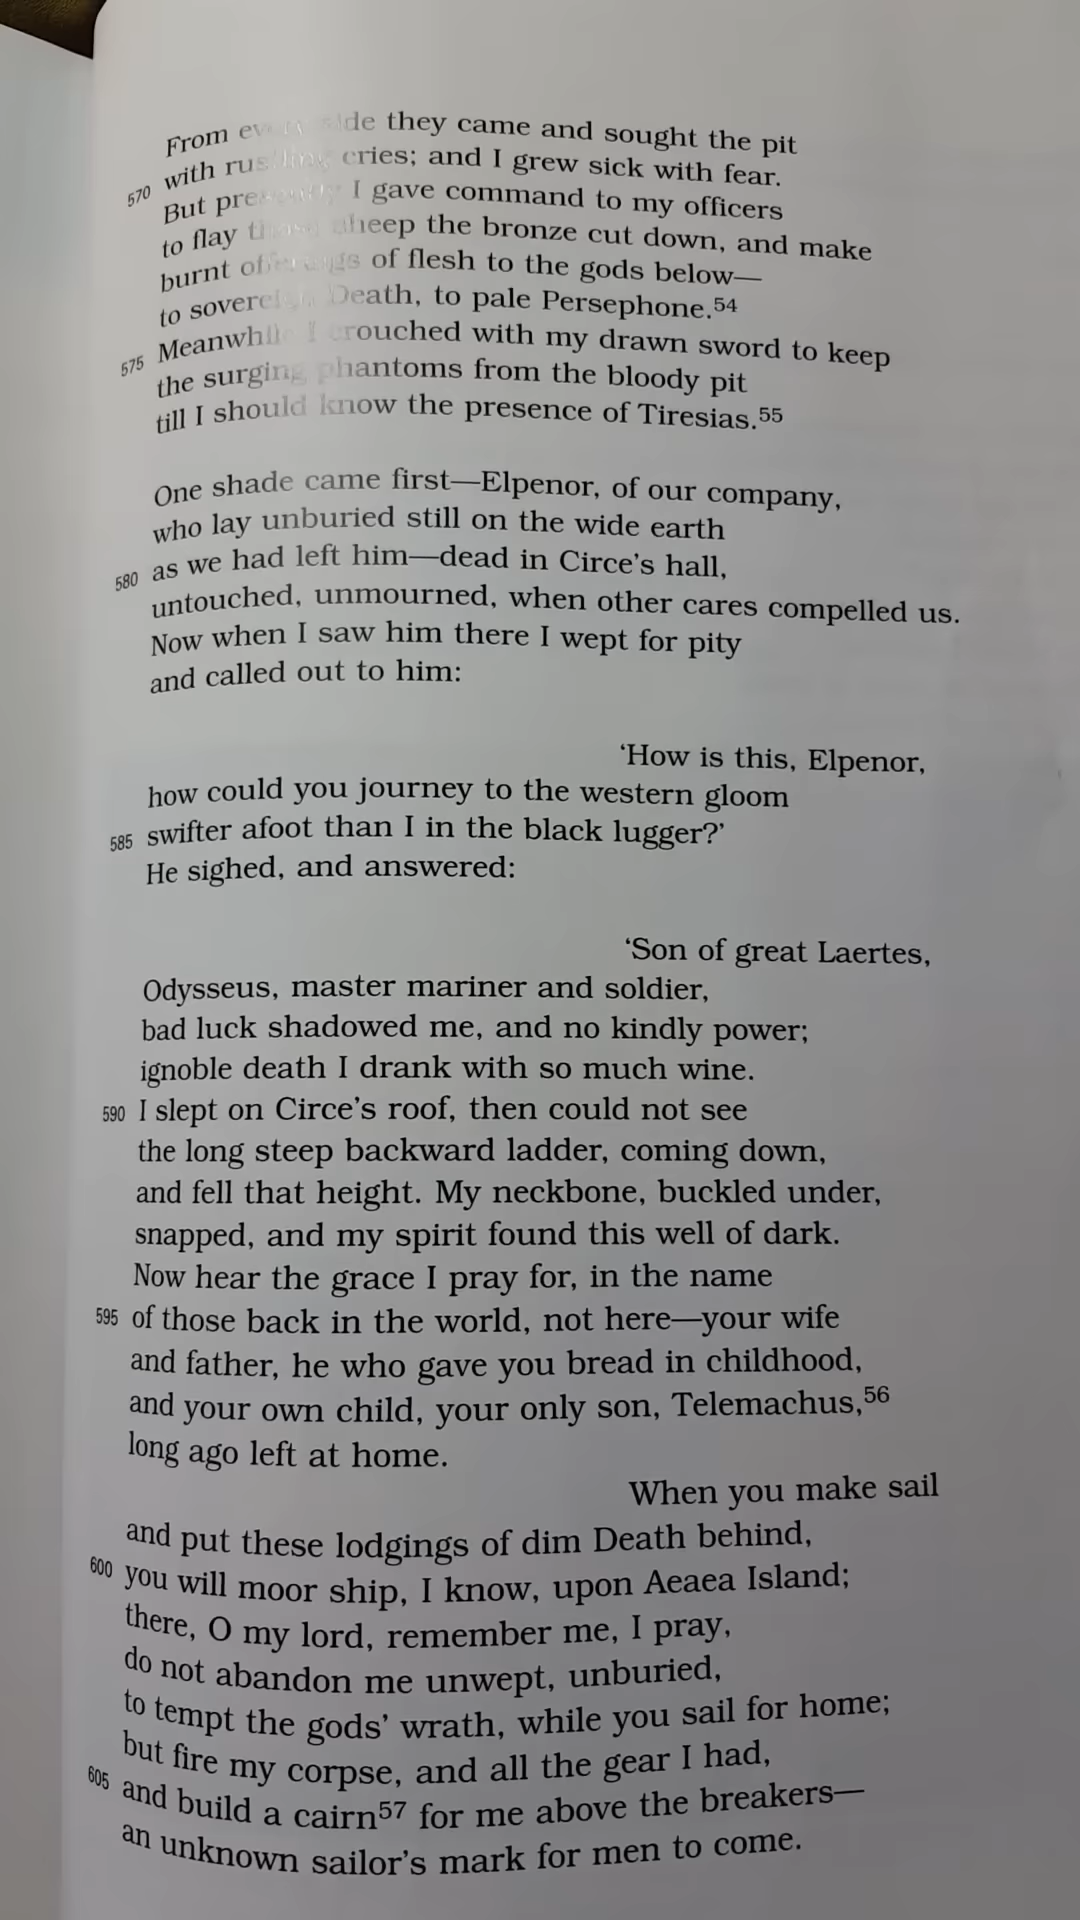 From every side they came and sought the pit
with rustling cries; and I grew sick with fear.
570 But presently I gave command to my officers
to flay those sheep the bronze cut down, and make
burnt offerings of flesh to the gods below—
to sovereign Death, to pale Persephone.54
Meanwhile I crouched with my drawn sword to keep
575 the surging phantoms from the bloody pit
till I should know the presence of Tiresias.55
One shade came first—Elpenor, of our company,
who lay unburied still on the wide earth
580 as we had left him—dead in Circe's hall,
untouched, unmourned, when other cares compelled us.
Now when I saw him there I wept for pity
and called out to him:
‘How is this, Elpenor,
how could you journey to the western gloom
585 swifter afoot than I in the black lugger?’
He sighed, and answered:
‘Son of great Laertes,
Odysseus, master mariner and soldier,
bad luck shadowed me, and no kindly power;
ignoble death I drank with so much wine.
590 I slept on Circe's roof, then could not see
the long steep backward ladder, coming down,
and fell that height. My neckbone, buckled under,
snapped, and my spirit found this well of dark.
Now hear the grace I pray for, in the name
595 of those back in the world, not here—your wife
and father, he who gave you bread in childhood,
and your own child, your only son, Telemachus,56
long ago left at home.
When you make sail
and put these lodgings of dim Death behind,
600 you will moor ship, I know, upon Aeaea Island;
there, O my lord, remember me, I pray,
do not abandon me unwept, unburied,
to tempt the gods’ wrath, while you sail for home;
but fire my corpse, and all the gear I had,
605 and build a cairn57 for me above the breakers—
an unknown sailor's mark for men to come.